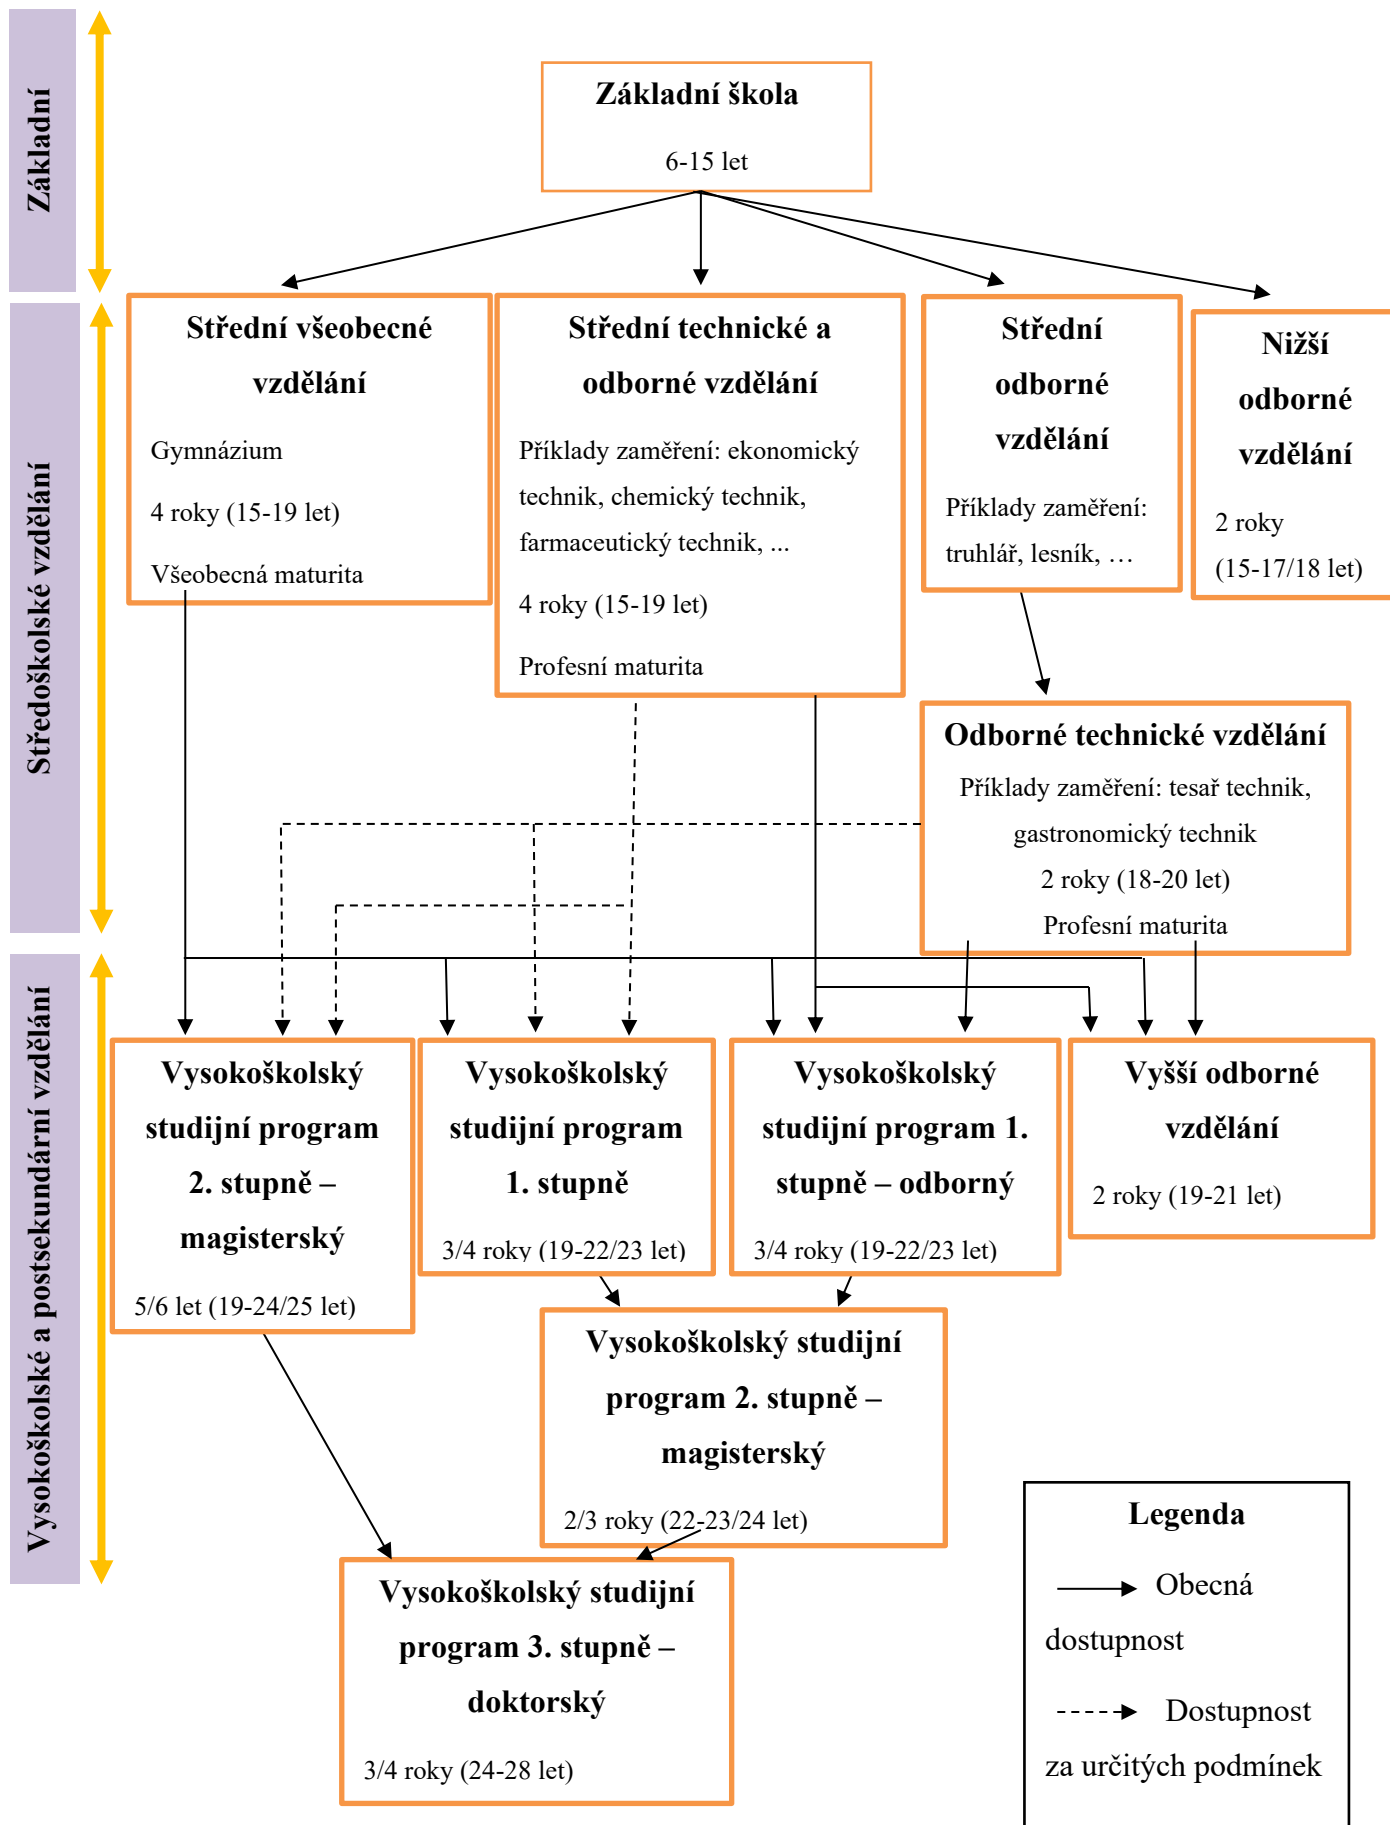 Základní
Základní škola
6-15 let
Středoškolské vzdělání
Střední všeobecné
vzdělání
Gymnázium
4 roky (15-19 let)
Všeobecná maturita
Střední technické a
odborné vzdělání
Příklady zaměření: ekonomický
technik, chemický technik,
farmaceutický technik, ...
4 roky (15-19 let)
Profesní maturita
Střední
odborné
vzdělání
Příklady zaměření:
truhlář, lesník, …
Nižší
odborné
vzdělání
2 roky
(15-17/18 let)
Odborné technické vzdělání
Příklady zaměření: tesař technik,
gastronomický technik
2 roky (18-20 let)
Profesní maturita
Vysokoškolské a postsekundární vzdělání
Vysokoškolský
studijní program
2. stupně –
magisterský
5/6 let (19-24/25 let)
Vysokoškolský
studijní program
1. stupně
3/4 roky (19-22/23 let)
Vysokoškolský
studijní program 1.
stupně – odborný
3/4 roky (19-22/23 let)
Vyšší odborné
vzdělání
2 roky (19-21 let)
Vysokoškolský studijní
program 2. stupně –
magisterský
2/3 roky (22-23/24 let)
Vysokoškolský studijní
program 3. stupně –
doktorský
3/4 roky (24-28 let)
Legenda
Obecná
dostupnost
Dostupnost
za určitých podmínek